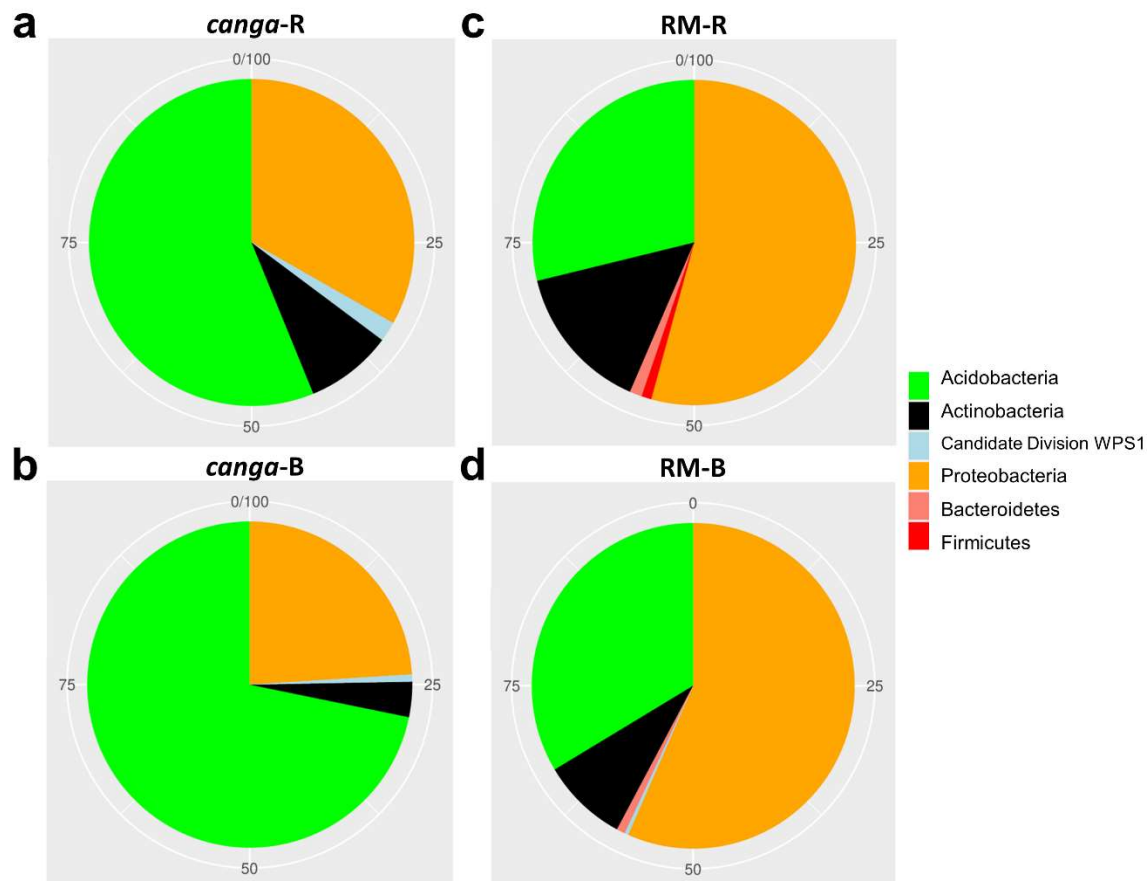 a
canga-R
0/100
25
50
75
c
RM-R
0/100
25
50
75
b
canga-B
0/100
25
50
75
d
RM-B
0
25
50
75
Acidobacteria
Actinobacteria
Candidate Division WPS1
Proteobacteria
Bacteroidetes
Firmicutes